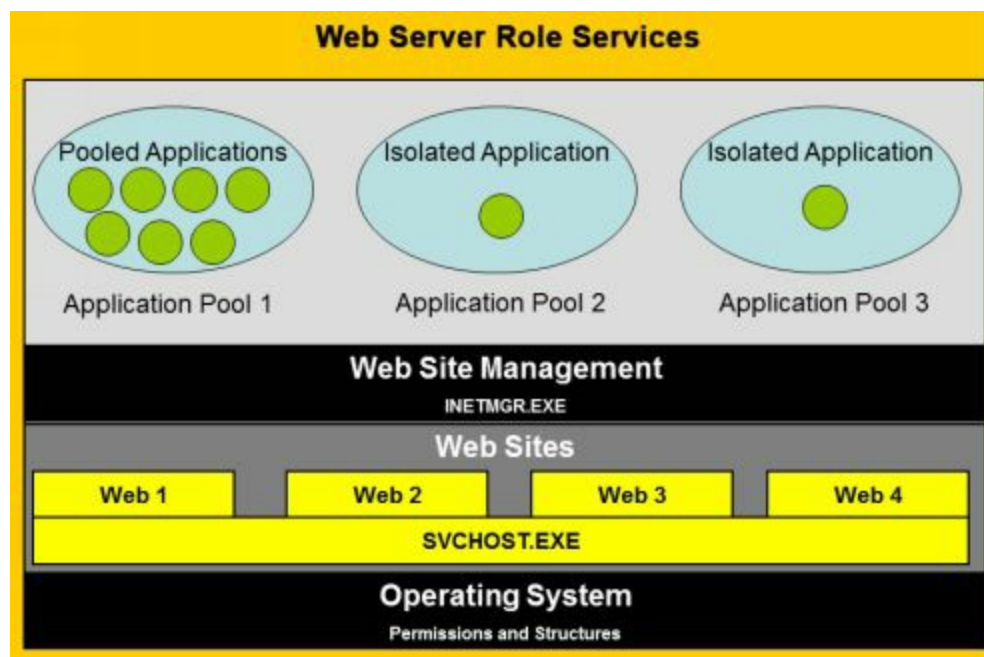 Web Server Role Services
Pooled Applications
Isolated Application
Isolated Application
Application Pool 1
Application Pool 2
Application Pool 3
Web Site Management
INETMGR.EXE
Web Sites
Web 1
Web 2
Web 3
Web 4
SVCHOST.EXE
Operating System
Permissions and Structures